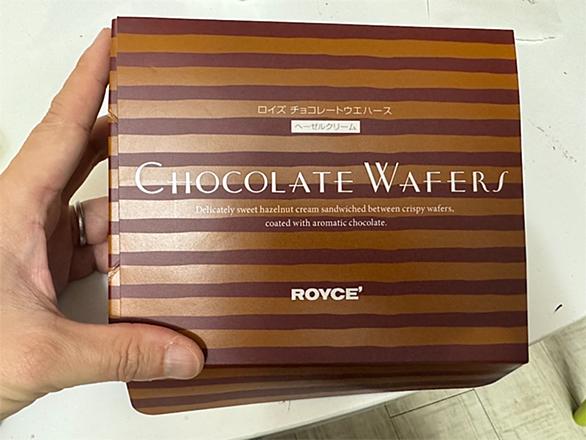 ロイズ チョコレートウエハース
ヘーゼルクリーム
CHOCOLATE WAFERS
Delicately sweet hazelnut cream sandwiched between crispy wafers,
coated with aromatic chocolate.
ROYCE'